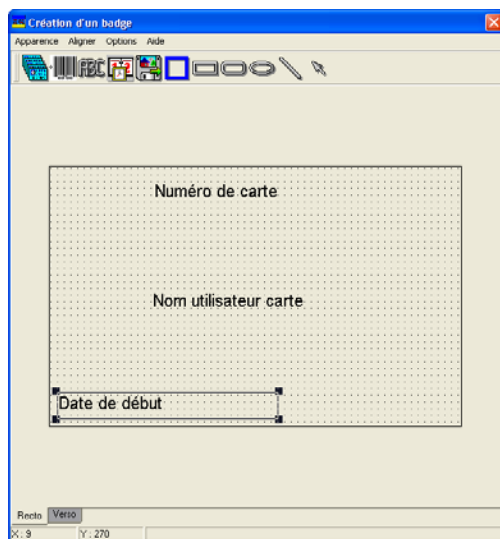 Création d'un badge
Apparence Aligner Options Aide
ABC
Numéro de carte
Nom utilisateur carte
Date de début
Recto Verso
X : 9 Y : 270